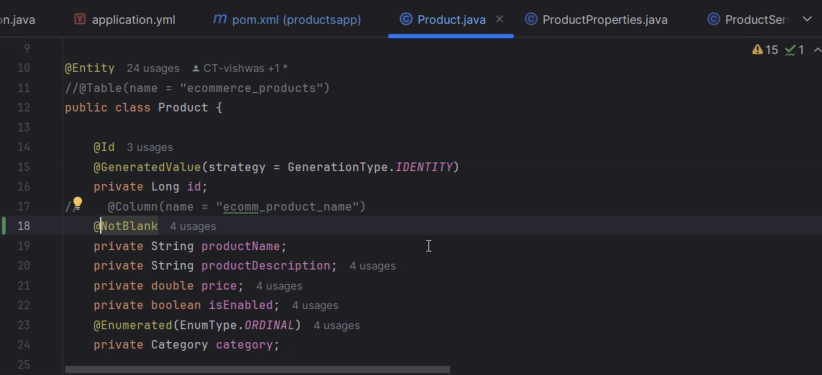 n.java application.yml pom.xml (productsapp) Product.java ProductProperties.java ProductSer
15 1
9
10 @Entity 24 usages CT-vishwas +1 *
11 //@Table(name = "ecommerce_products")
12 public class Product {
13
14 @Id 3 usages
15 @GeneratedValue(strategy = GenerationType.IDENTITY)
16 private Long id;
17 // @Column(name = "ecomm_product_name")
18 @NotBlank 4 usages
19 private String productName;
20 private String productDescription; 4 usages
21 private double price; 4 usages
22 private boolean isEnabled; 4 usages
23 @Enumerated(EnumType.ORDINAL) 4 usages
24 private Category category;
25